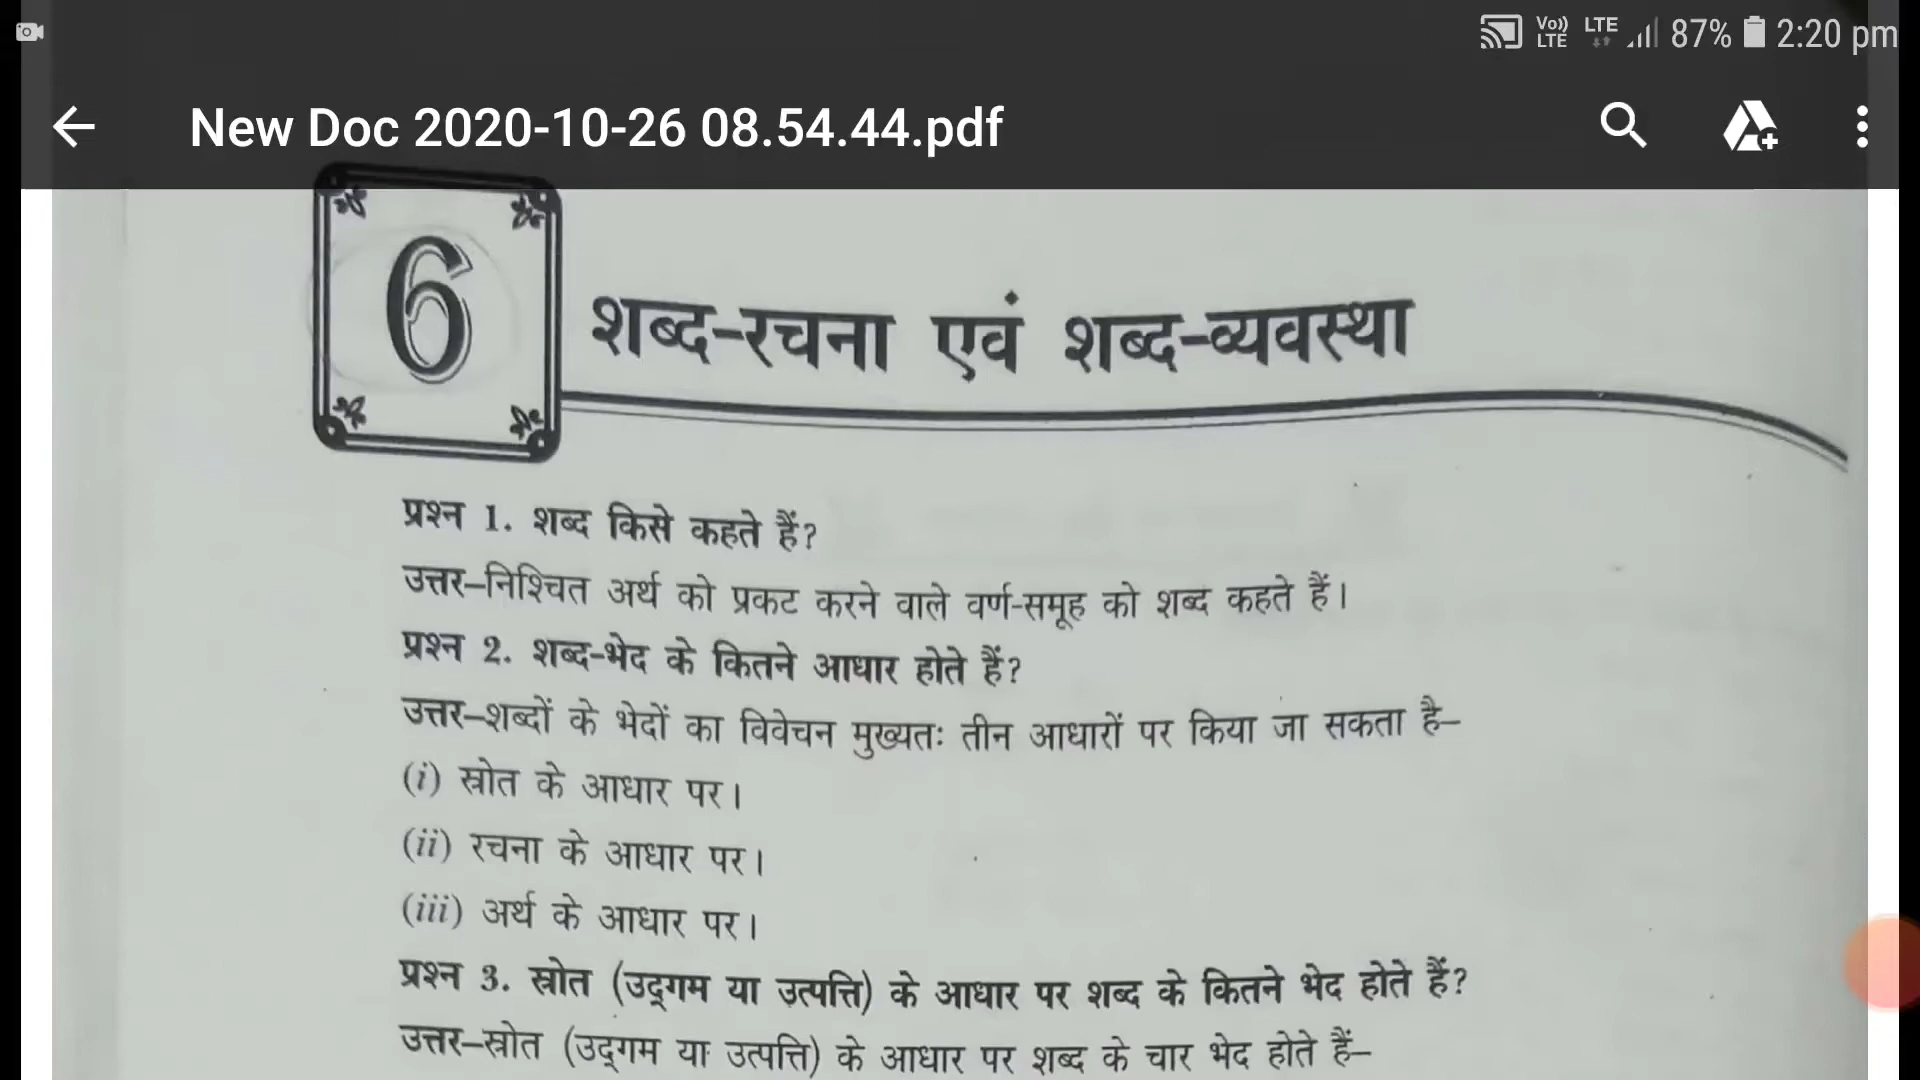 Vo)) LTE LTE 87% 2:20 pm
New Doc 2020-10-26 08.54.44.pdf
6
शब्द-रचना एवं शब्द-व्यवस्था
प्रश्न 1. शब्द किसे कहते हैं?
उत्तर–निश्चित अर्थ को प्रकट करने वाले वर्ण-समूह को शब्द कहते हैं।
प्रश्न 2. शब्द-भेद के कितने आधार होते हैं?
उत्तर–शब्दों के भेदों का विवेचन मुख्यतः तीन आधारों पर किया जा सकता है–
(i) स्रोत के आधार पर।
(ii) रचना के आधार पर।
(iii) अर्थ के आधार पर।
प्रश्न 3. स्रोत (उद्‌गम या उत्पत्ति) के आधार पर शब्द के कितने भेद होते हैं?
उत्तर–स्रोत (उद्‌गम या उत्पत्ति) के आधार पर शब्द के चार भेद होते हैं–